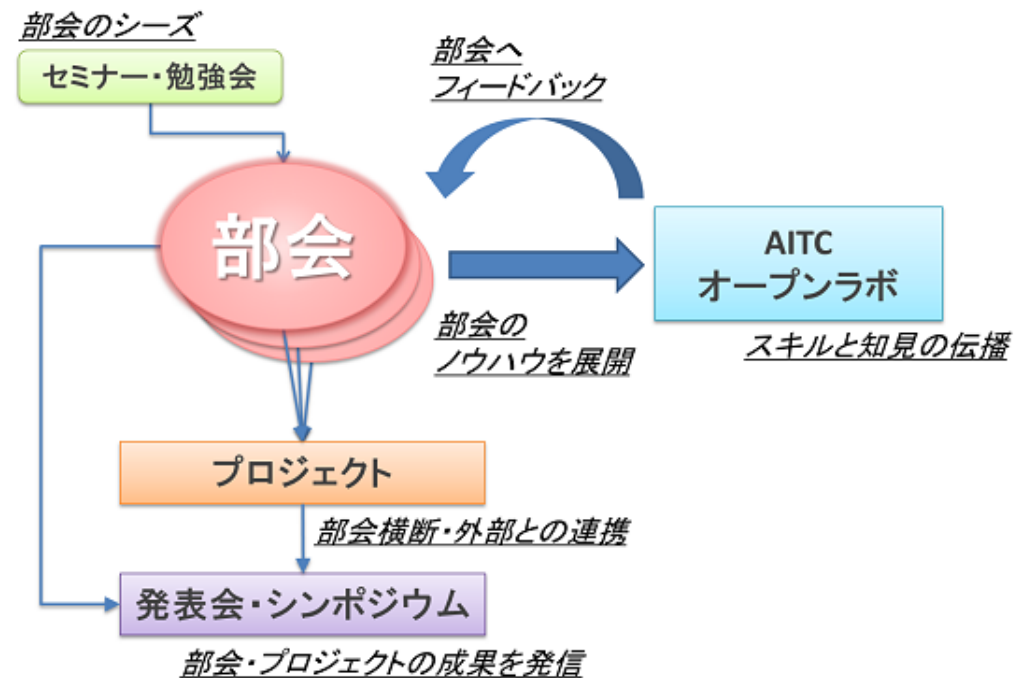 部会のシーズ
セミナー・勉強会
部会へ
フィードバック
部会
AITC
オープンラボ
部会の
ノウハウを展開
スキルと知見の伝播
プロジェクト
部会横断・外部との連携
発表会・シンポジウム
部会・プロジェクトの成果を発信